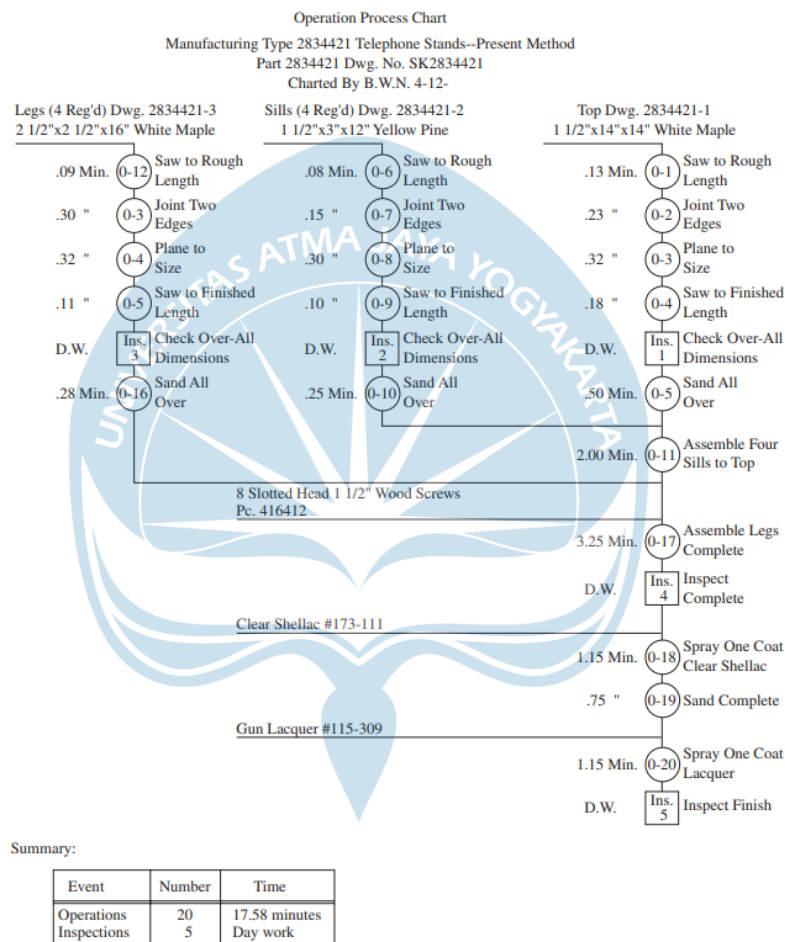 Operation Process Chart
Manufacturing Type 2834421 Telephone Stands--Present Method
Part 2834421 Dwg. No. SK2834421
Charted By B.W.N. 4-12-
Legs (4 Reg'd) Dwg. 2834421-3
2 1/2"x2 1/2"x16" White Maple
.09 Min. 0-12 Saw to Rough
Length
.30 " 0-3 Joint Two
Edges
.32 " 0-4 Plane to
Size
.11 " 0-5 Saw to Finished
Length
D.W. Ins. 3 Check Over-All
Dimensions
.28 Min. 0-16 Sand All
Over
Sills (4 Reg'd) Dwg. 2834421-2
1 1/2"x3"x12" Yellow Pine
.08 Min. 0-6 Saw to Rough
Length
.15 " 0-7 Joint Two
Edges
.30 " 0-8 Plane to
Size
.10 " 0-9 Saw to Finished
Length
D.W. Ins. 2 Check Over-All
Dimensions
.25 Min. 0-10 Sand All
Over
Top Dwg. 2834421-1
1 1/2"x14"x14" White Maple
.13 Min. 0-1 Saw to Rough
Length
.23 " 0-2 Joint Two
Edges
.32 " 0-3 Plane to
Size
.18 " 0-4 Saw to Finished
Length
D.W. Ins. 1 Check Over-All
Dimensions
.50 Min. 0-5 Sand All
Over
2.00 Min. 0-11 Assemble Four
Sills to Top
8 Slotted Head 1 1/2" Wood Screws
Pc. 416412
3.25 Min. 0-17 Assemble Legs
Complete
D.W. Ins. 4 Inspect
Complete
Clear Shellac #173-111
1.15 Min. 0-18 Spray One Coat
Clear Shellac
.75 " 0-19 Sand Complete
Gun Lacquer #115-309
1.15 Min. 0-20 Spray One Coat
Lacquer
D.W. Ins. 5 Inspect Finish
UNIVERSITAS ATMA JAYA YOGYAKARTA
Summary:
Event Number Time
Operations 20 17.58 minutes
Inspections 5 Day work